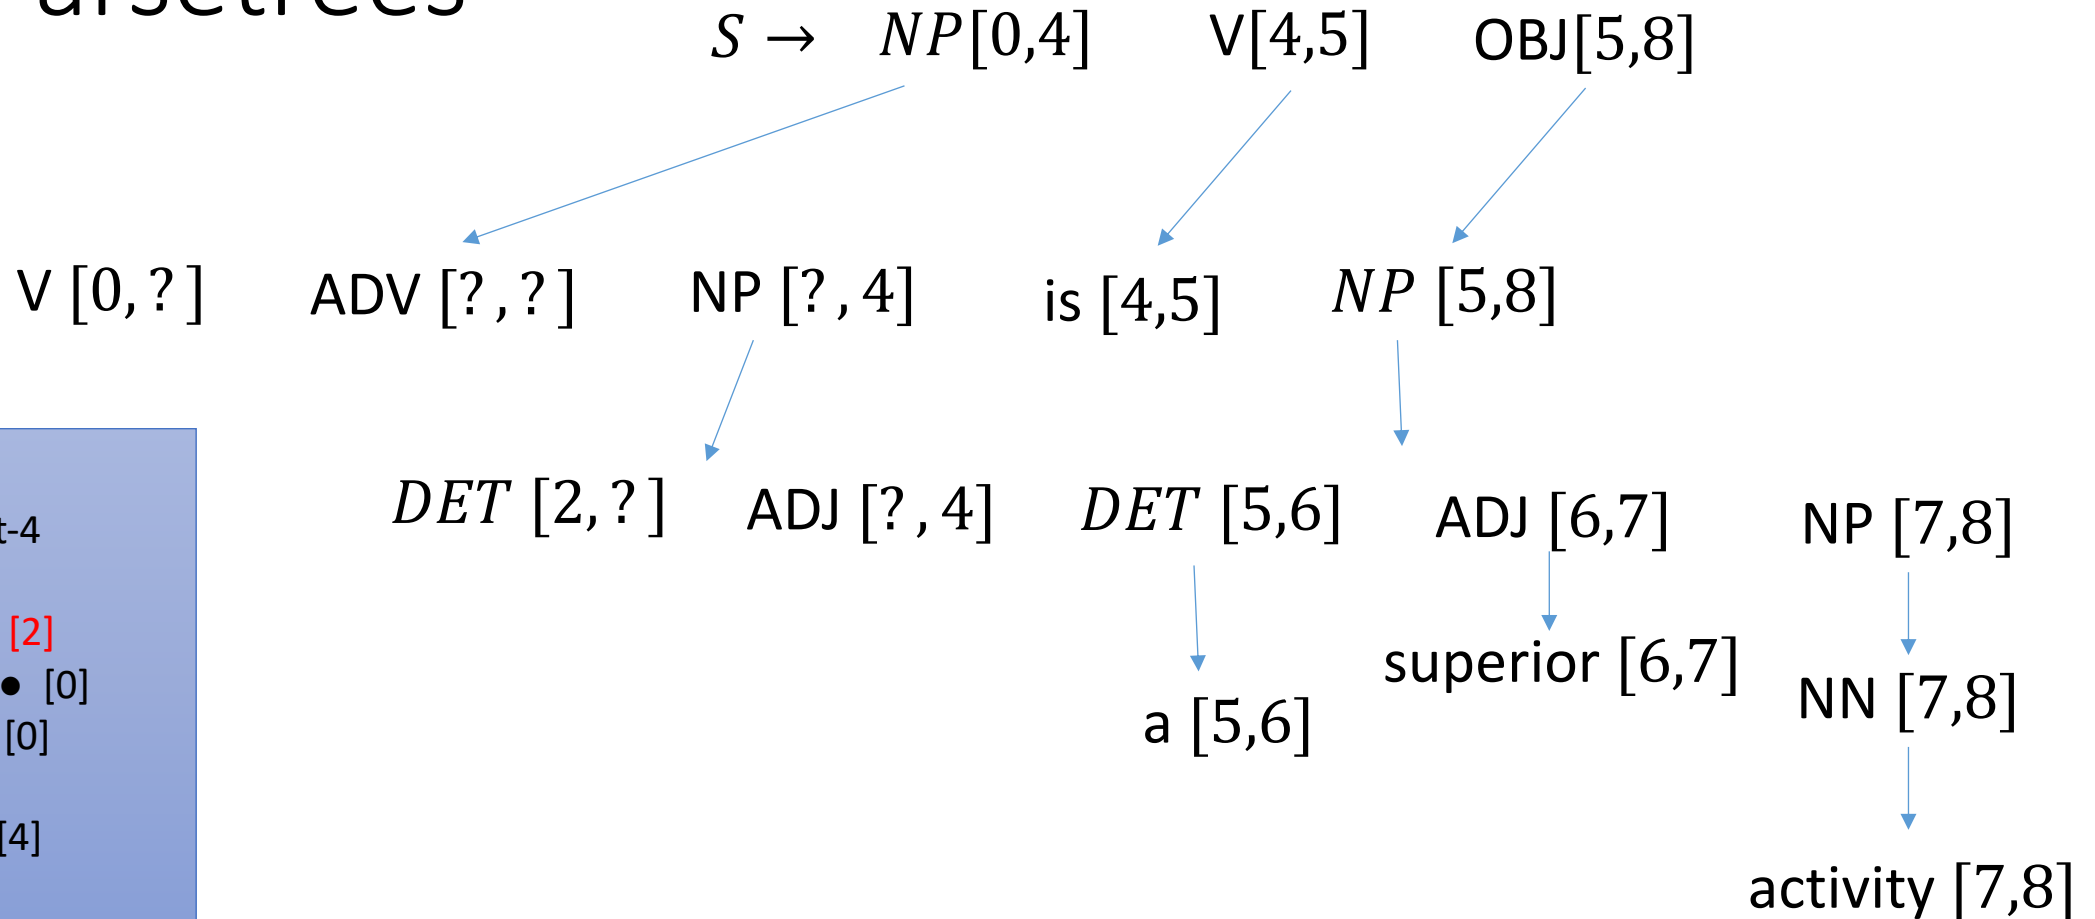 arsetrees
S → NP[0,4] V[4,5] OBJ[5,8]
V [0, ? ] ADV [? , ? ] NP [? , 4] is [4,5] NP [5,8]
DET [2, ? ] ADJ [? , 4] DET [5,6] ADJ [6,7] NP [7,8]
t-4
[2]
superior [6,7]
● [0]
NN [7,8]
a [5,6]
[0]
[4]
activity [7,8]